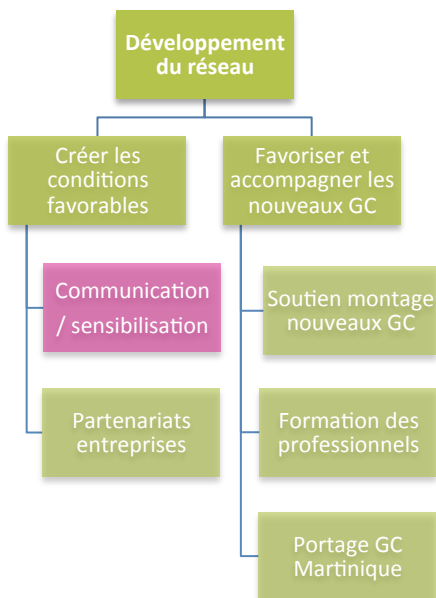 Développement
du réseau
Créer les
conditions
favorables
Favoriser et
accompagner les
nouveaux GC
Communication
/ sensibilisation
Partenariats
entreprises
Soutien montage
nouveaux GC
Formation des
professionnels
Portage GC
Martinique